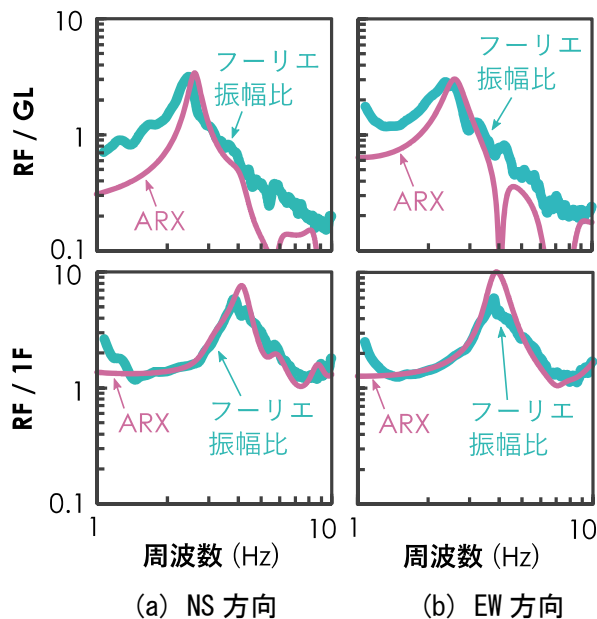 10
RF / GL
1
0.1
フーリエ
振幅比
ARX
フーリエ
振幅比
ARX
10
RF / 1F
1
0.1
ARX
フーリエ
振幅比
ARX
フーリエ
振幅比
1
10
1
10
周波数 (Hz)
周波数 (Hz)
(a) NS 方向
(b) EW 方向